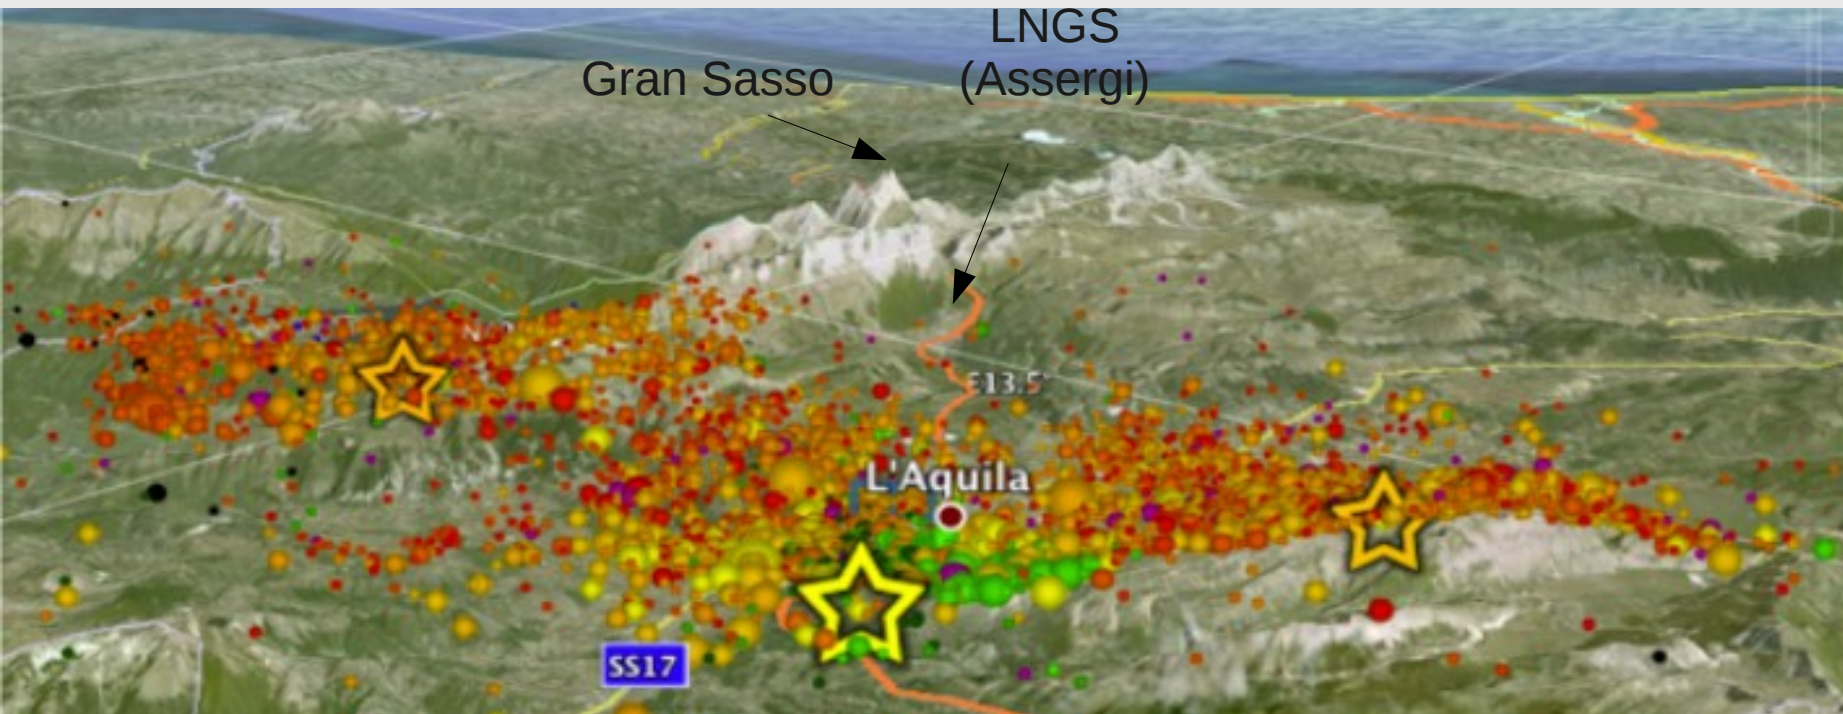 LNGS
Gran Sasso
(Assergi)
E13.5°
L'Aquila
SS17